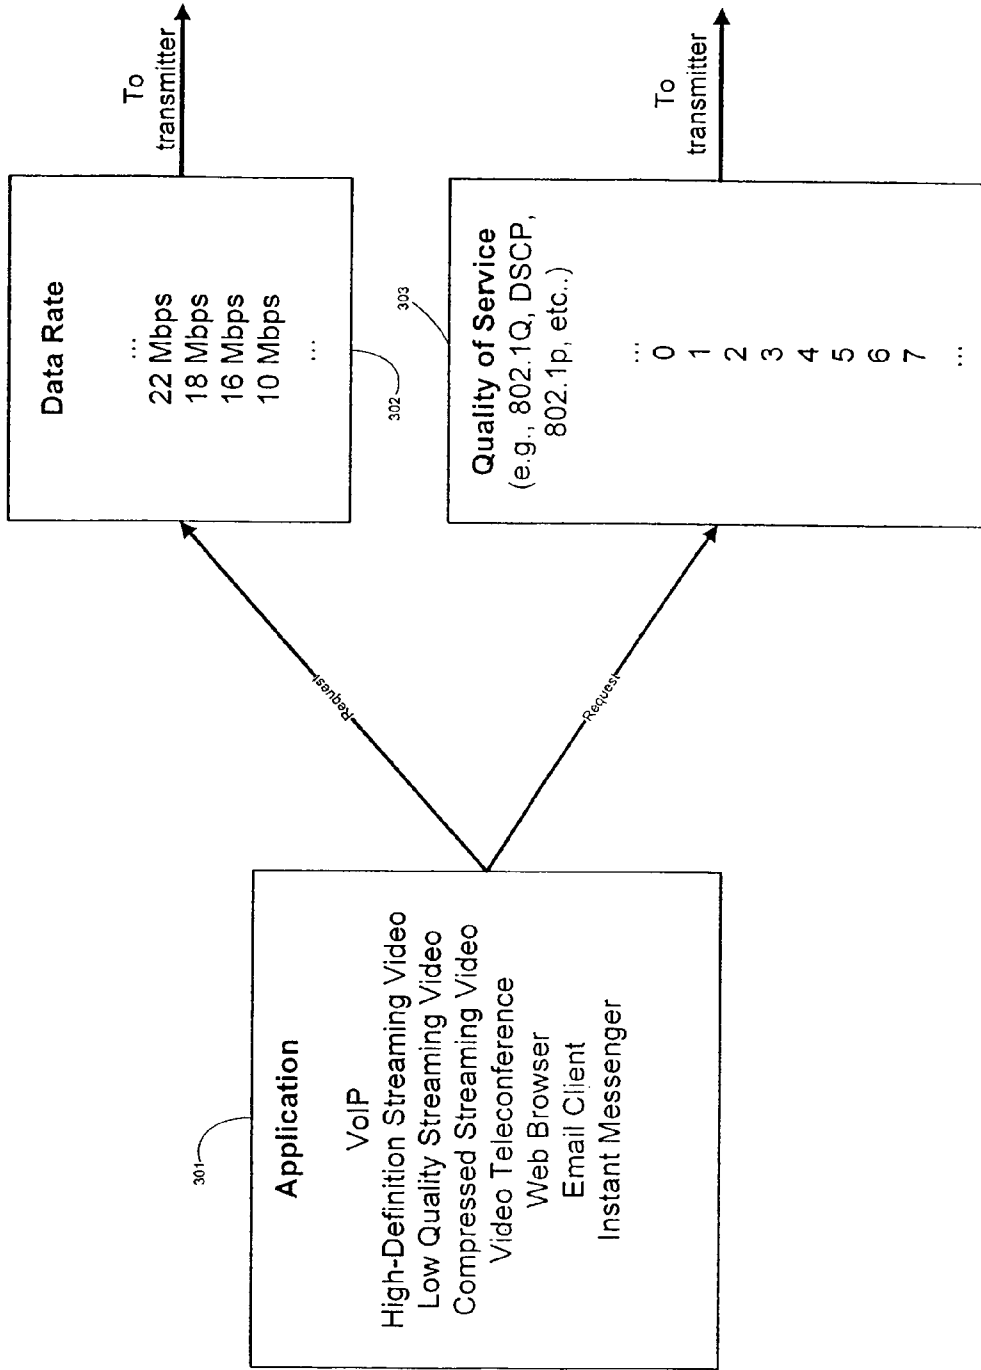 301
Application
VoIP
High-Definition Streaming Video
Low Quality Streaming Video
Compressed Streaming Video
Video Teleconference
Web Browser
Email Client
Instant Messenger
Request
Request
Data Rate
...
22 Mbps
18 Mbps
16 Mbps
10 Mbps
...
302
To
transmitter
303
Quality of Service
(e.g., 802.1Q, DSCP,
802.1p, etc..)
...
0
1
2
3
4
5
6
7
...
To
transmitter